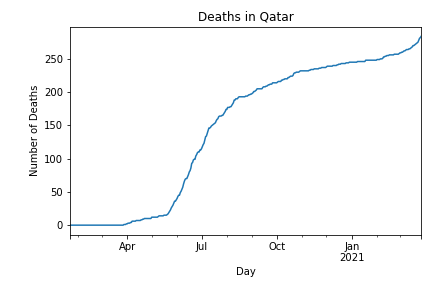 Deaths in Qatar
Number of Deaths
250
200
150
100
50
0
Apr
Jul
Oct
Jan
2021
Day